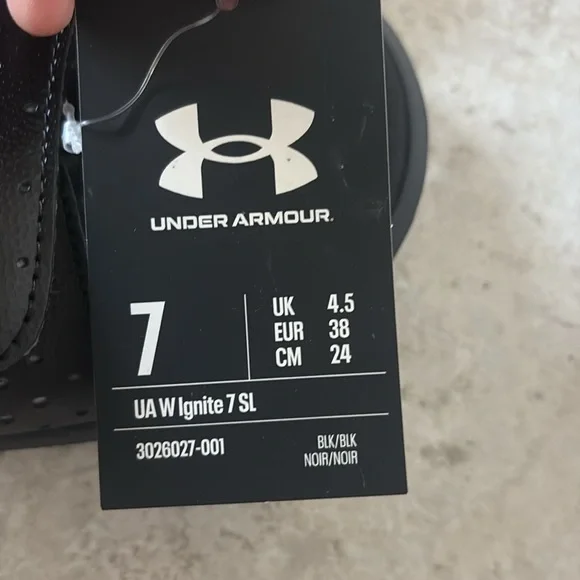 UNDER ARMOUR.
7
UK 4.5
EUR 38
CM 24
UA W Ignite 7 SL
3026027-001
BLK/BLK
NOIR/NOIR